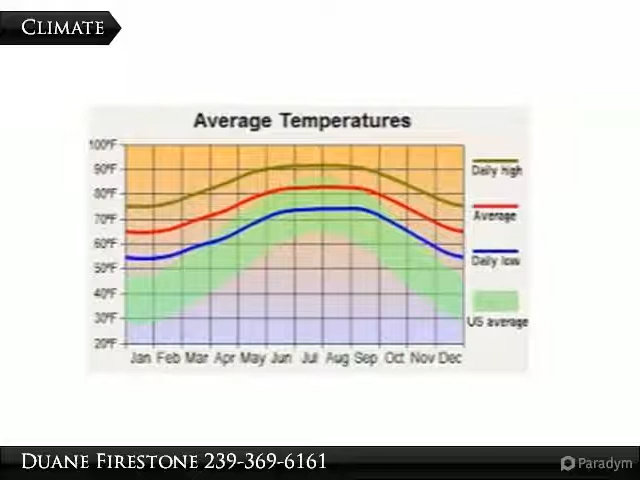 CLIMATE
Average Temperatures
100°F
90°F
80°F
70°F
60°F
50°F
40°F
30°F
20°F
Jan Feb Mar Apr May Jun Jul Aug Sep Oct Nov Dec
Daily high
Average
Daily low
US average
DUANE FIRESTONE 239-369-6161
Paradym